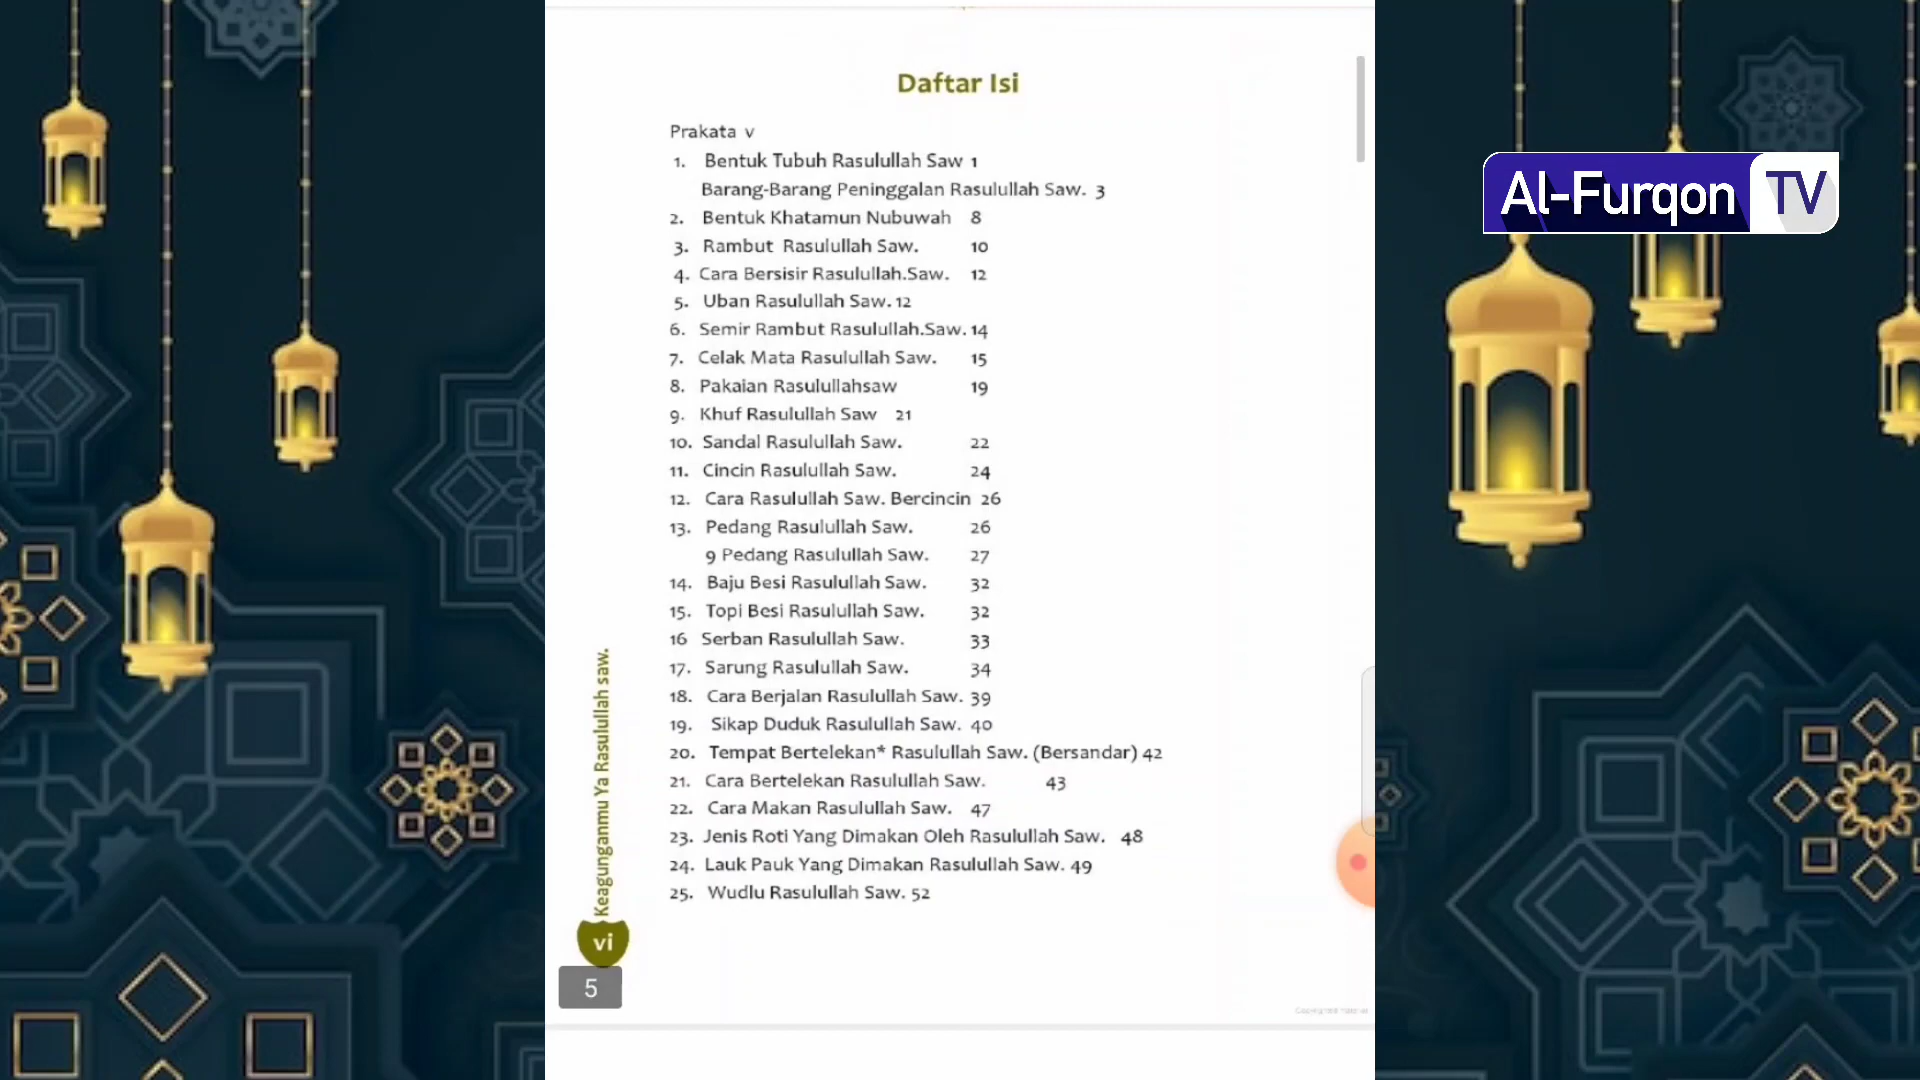 Daftar Isi
Prakata v
1. Bentuk Tubuh Rasulullah Saw 1
Barang-Barang Peninggalan Rasulullah Saw. 3
2. Bentuk Khatamun Nubuwah 8
3. Rambut Rasulullah Saw. 10
4. Cara Bersisir Rasulullah.Saw. 12
5. Uban Rasulullah Saw. 12
6. Semir Rambut Rasulullah.Saw. 14
7. Celak Mata Rasulullah Saw. 15
8. Pakaian Rasulullahsaw 19
9. Khuf Rasulullah Saw 21
10. Sandal Rasulullah Saw. 22
11. Cincin Rasulullah Saw. 24
12. Cara Rasulullah Saw. Bercincin 26
13. Pedang Rasulullah Saw. 26
9 Pedang Rasulullah Saw. 27
14. Baju Besi Rasulullah Saw. 32
15. Topi Besi Rasulullah Saw. 32
16 Serban Rasulullah Saw. 33
17. Sarung Rasulullah Saw. 34
18. Cara Berjalan Rasulullah Saw. 39
19. Sikap Duduk Rasulullah Saw. 40
20. Tempat Bertelekan* Rasulullah Saw. (Bersandar) 42
21. Cara Bertelekan Rasulullah Saw. 43
22. Cara Makan Rasulullah Saw. 47
23. Jenis Roti Yang Dimakan Oleh Rasulullah Saw. 48
24. Lauk Pauk Yang Dimakan Rasulullah Saw. 49
25. Wudlu Rasulullah Saw. 52
Keagunganmu Ya Rasulullah saw.
vi
5
Al-Furqon TV